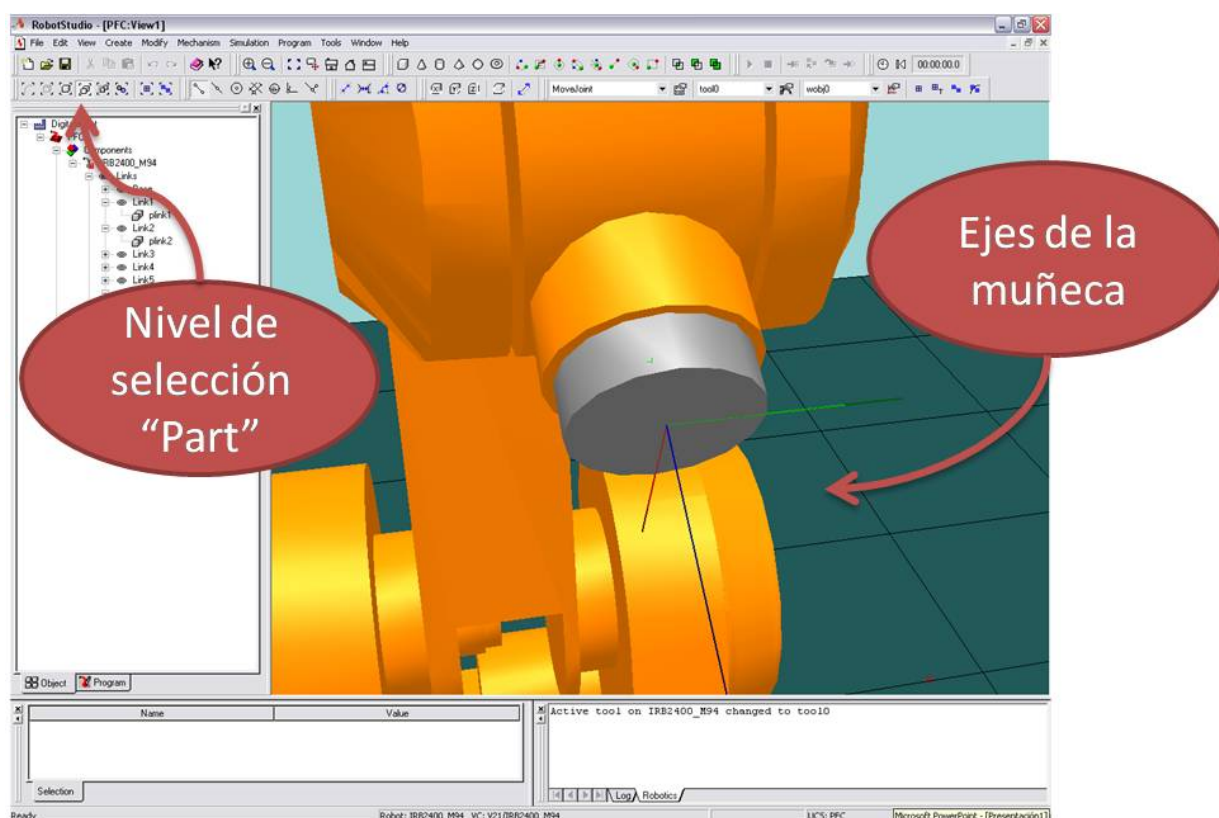 RobotStudio - [PFC:View1]
File Edit View Create Modify Mechanism Simulation Program Tools Window Help
00:00:00.0
MoveJoint tool0 wobj0
Components
IRB2400_M94
Links
Link1
plink1
Link2
plink2
Link3
Link4
Link5
Nivel de
selección
“Part”
Ejes de la
muñeca
Object Program
Name Value
Selection
Active tool on IRB2400_M94 changed to tool0
Log Robotics
Ready Robot: IRB2400_M94 VC: V21/IRB2400_M94 UCS: PFC Microsoft PowerPoint - [Presentación1]